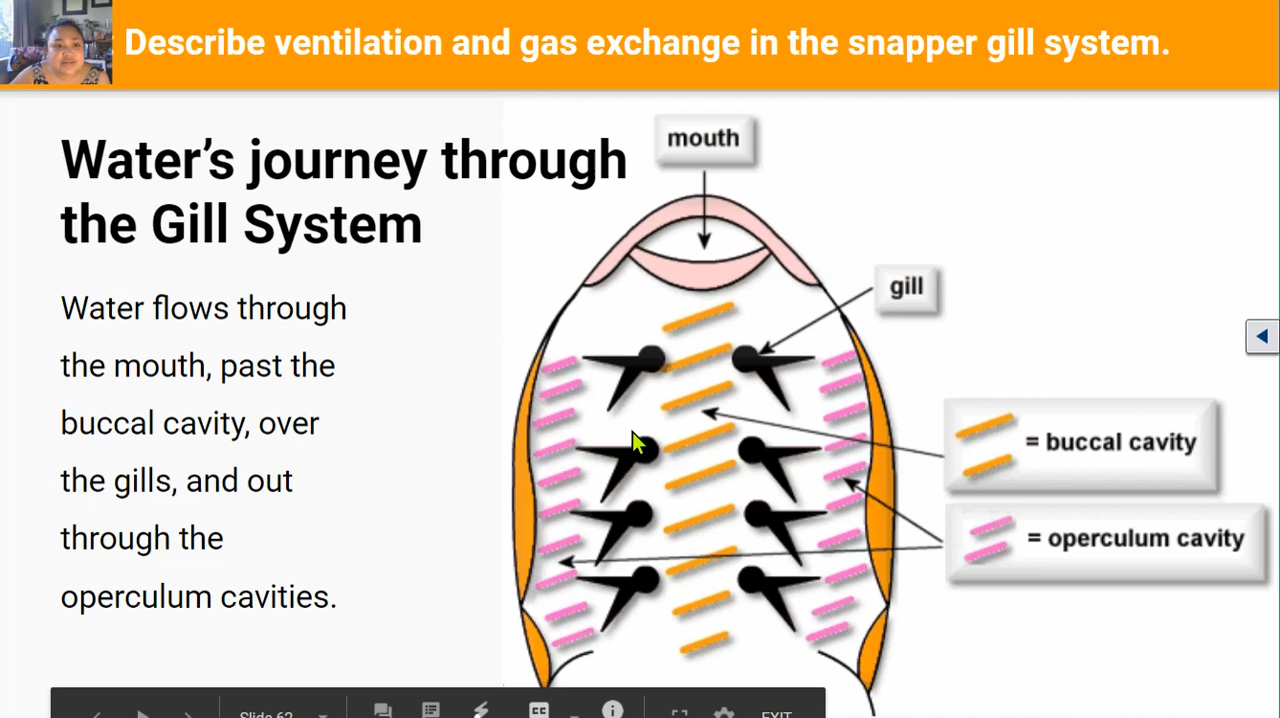 Describe ventilation and gas exchange in the snapper gill system.
Water's journey through
the Gill System
Water flows through
the mouth, past the
buccal cavity, over
the gills, and out
through the
operculum cavities.
mouth
gill
= buccal cavity
= operculum cavity
Slide 62
CC
EXIT